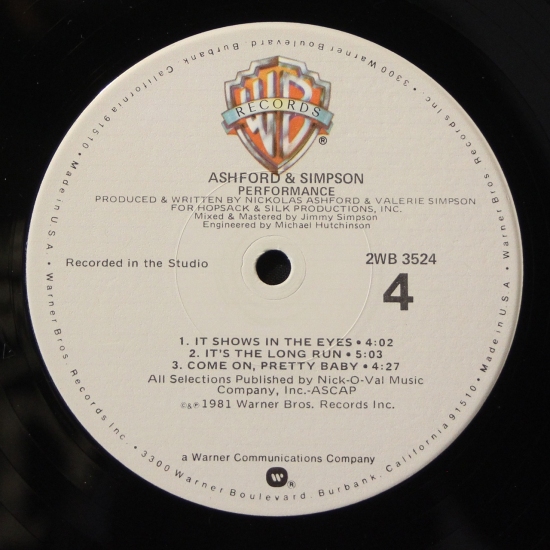 WB
RECORDS
®
ASHFORD & SIMPSON
PERFORMANCE
PRODUCED & WRITTEN BY NICKOLAS ASHFORD & VALERIE SIMPSON
FOR HOPSACK & SILK PRODUCTIONS, INC.
Mixed & Mastered by Jimmy Simpson
Engineered by Michael Hutchinson
Recorded in the Studio
2WB 3524
4
1. IT SHOWS IN THE EYES • 4:02
2. IT'S THE LONG RUN • 5:03
3. COME ON, PRETTY BABY • 4:27
All Selections Published by Nick-O-Val Music
Company, Inc.-ASCAP
©&℗ 1981 Warner Bros. Records Inc.
a Warner Communications Company
®
Warner Bros. Records Inc. • 3300 Warner Boulevard, Burbank, California 91510 • Made in U.S.A. • Warner Bros. Records Inc. • 3300 Warner Boulevard, Burbank, California 91510 • Made in U.S.A. •